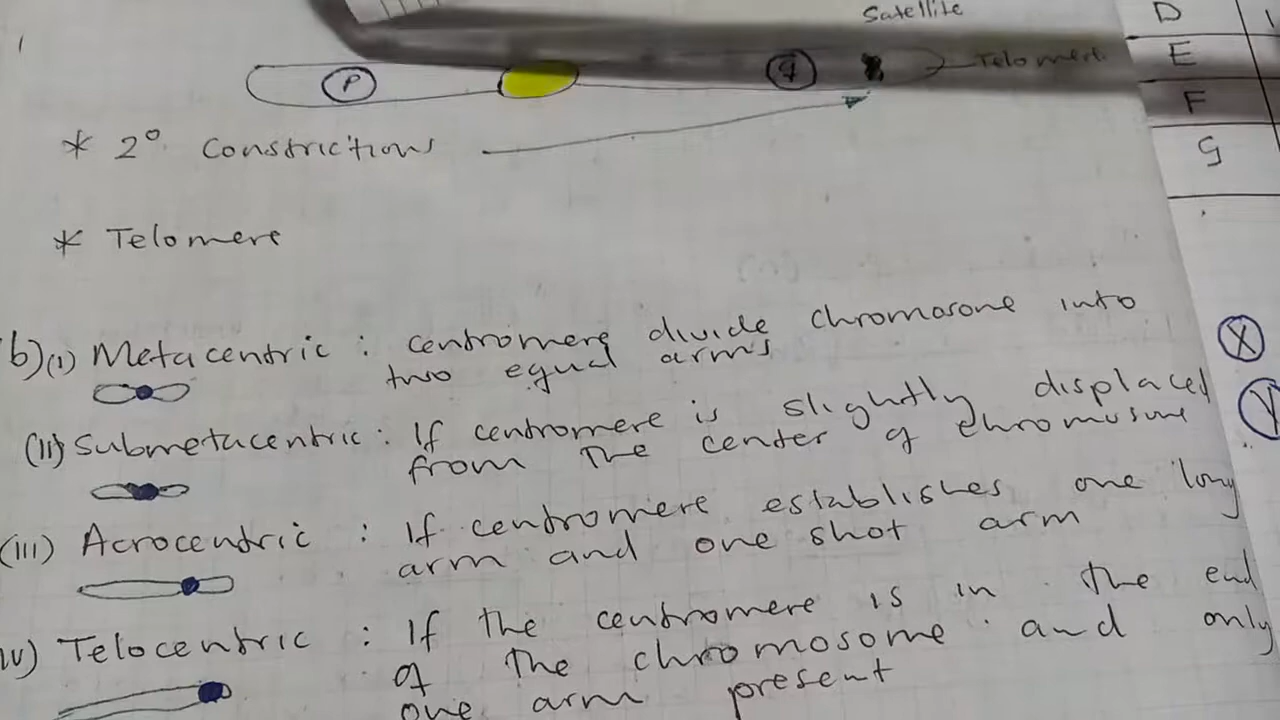 Satellite
P
q
Telomere
* 2° Constrictions
* Telomere
D
E
F
G
b)(i) Metacentric : centromere divide chromosone into
two equal arms
(ii) Submetacentric : If centromere is slightly displaced
from the center of chromosome
(iii) Acrocentric : If centromere establishes one long
arm and one shot arm
iv) Telocentric : If the centromere is in the end
of the chromosome and only
one arm present
X
Y